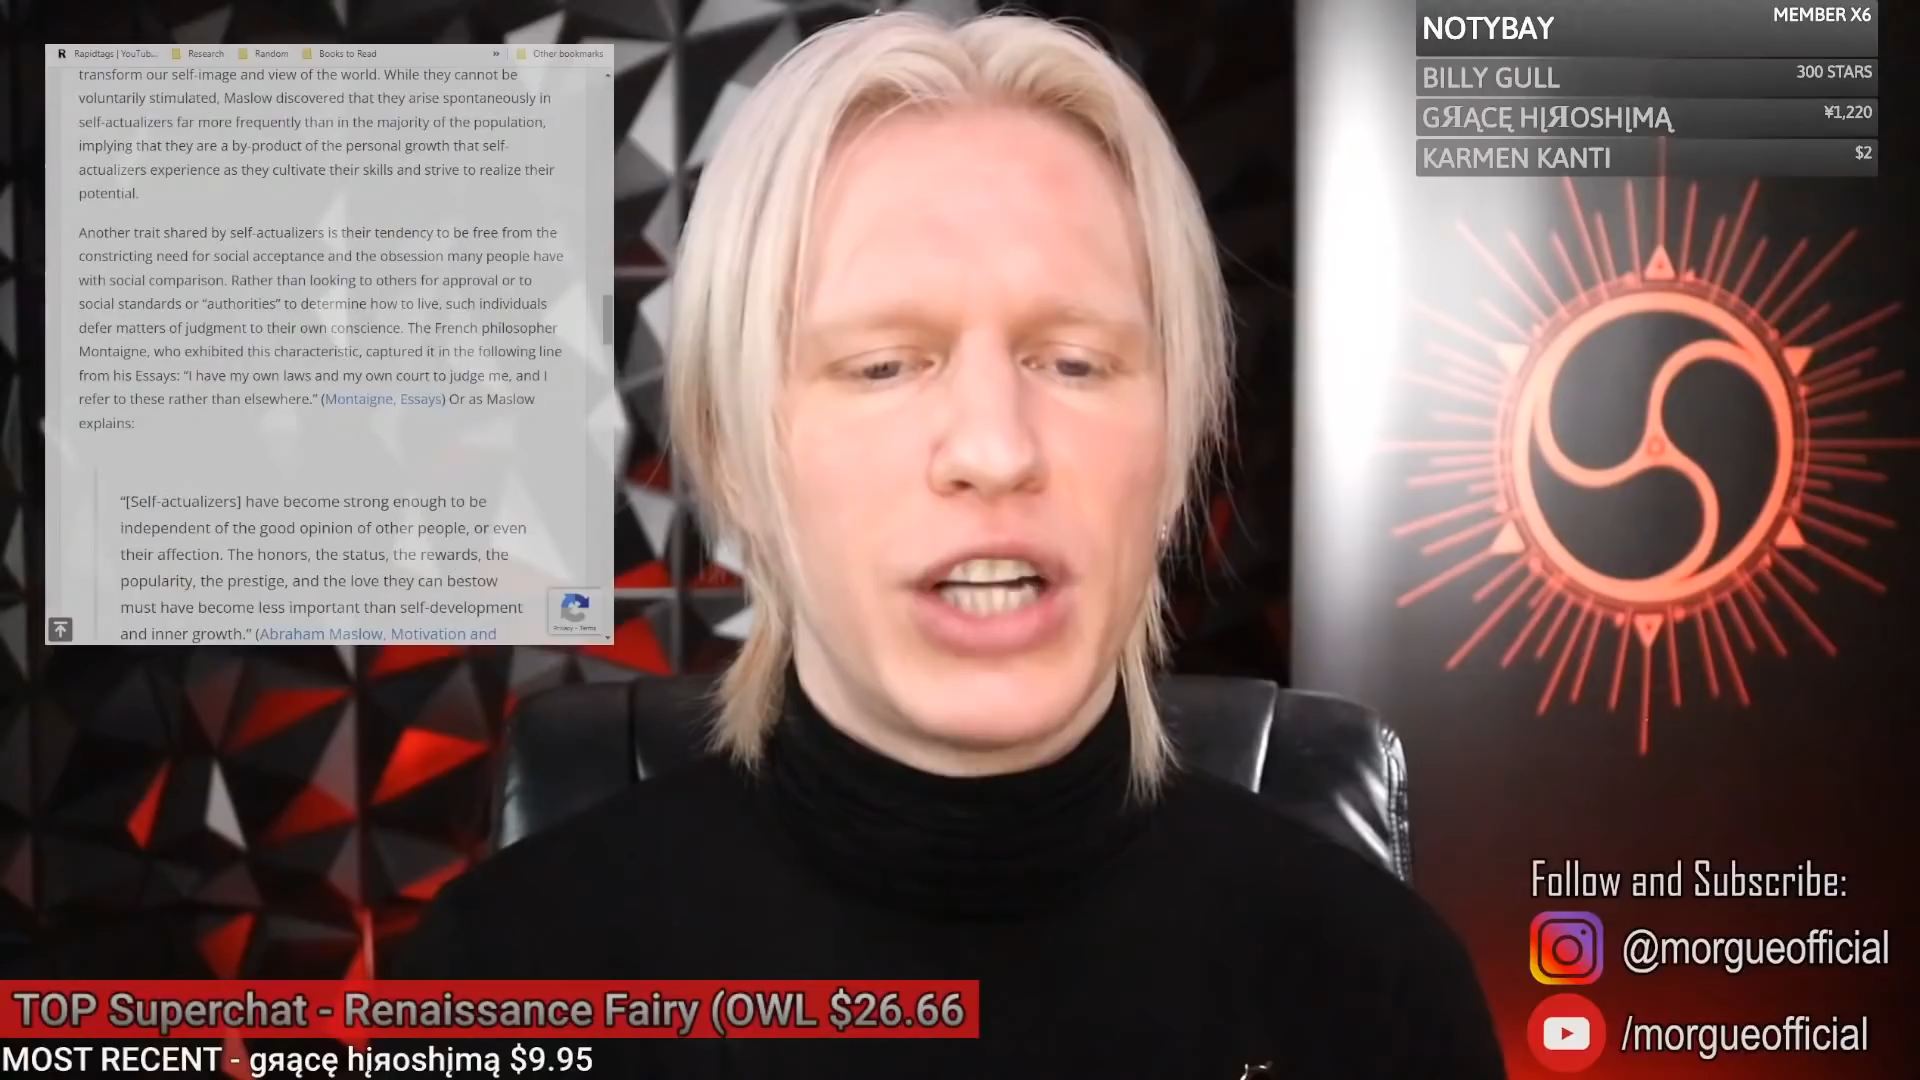 R Rapidtags | YouTub... Research Random Books to Read » Other bookmarks
transform our self-image and view of the world. While they cannot be
voluntarily stimulated, Maslow discovered that they arise spontaneously in
self-actualizers far more frequently than in the majority of the population,
implying that they are a by-product of the personal growth that self-
actualizers experience as they cultivate their skills and strive to realize their
potential.
Another trait shared by self-actualizers is their tendency to be free from the
constricting need for social acceptance and the obsession many people have
with social comparison. Rather than looking to others for approval or to
social standards or “authorities” to determine how to live, such individuals
defer matters of judgment to their own conscience. The French philosopher
Montaigne, who exhibited this characteristic, captured it in the following line
from his Essays: “I have my own laws and my own court to judge me, and I
refer to these rather than elsewhere.” (Montaigne, Essays) Or as Maslow
explains:
“[Self-actualizers] have become strong enough to be
independent of the good opinion of other people, or even
their affection. The honors, the status, the rewards, the
popularity, the prestige, and the love they can bestow
must have become less important than self-development
and inner growth.” (Abraham Maslow, Motivation and
Privacy - Terms
NOTYBAY MEMBER X6
BILLY GULL 300 STARS
GЯĄCĘ HĮЯOSHĮMĄ ¥1,220
KARMEN KANTI $2
Follow and Subscribe:
@morgueofficial
/morgueofficial
TOP Superchat - Renaissance Fairy (OWL $26.66
MOST RECENT - gяącę hįяoshįmą $9.95